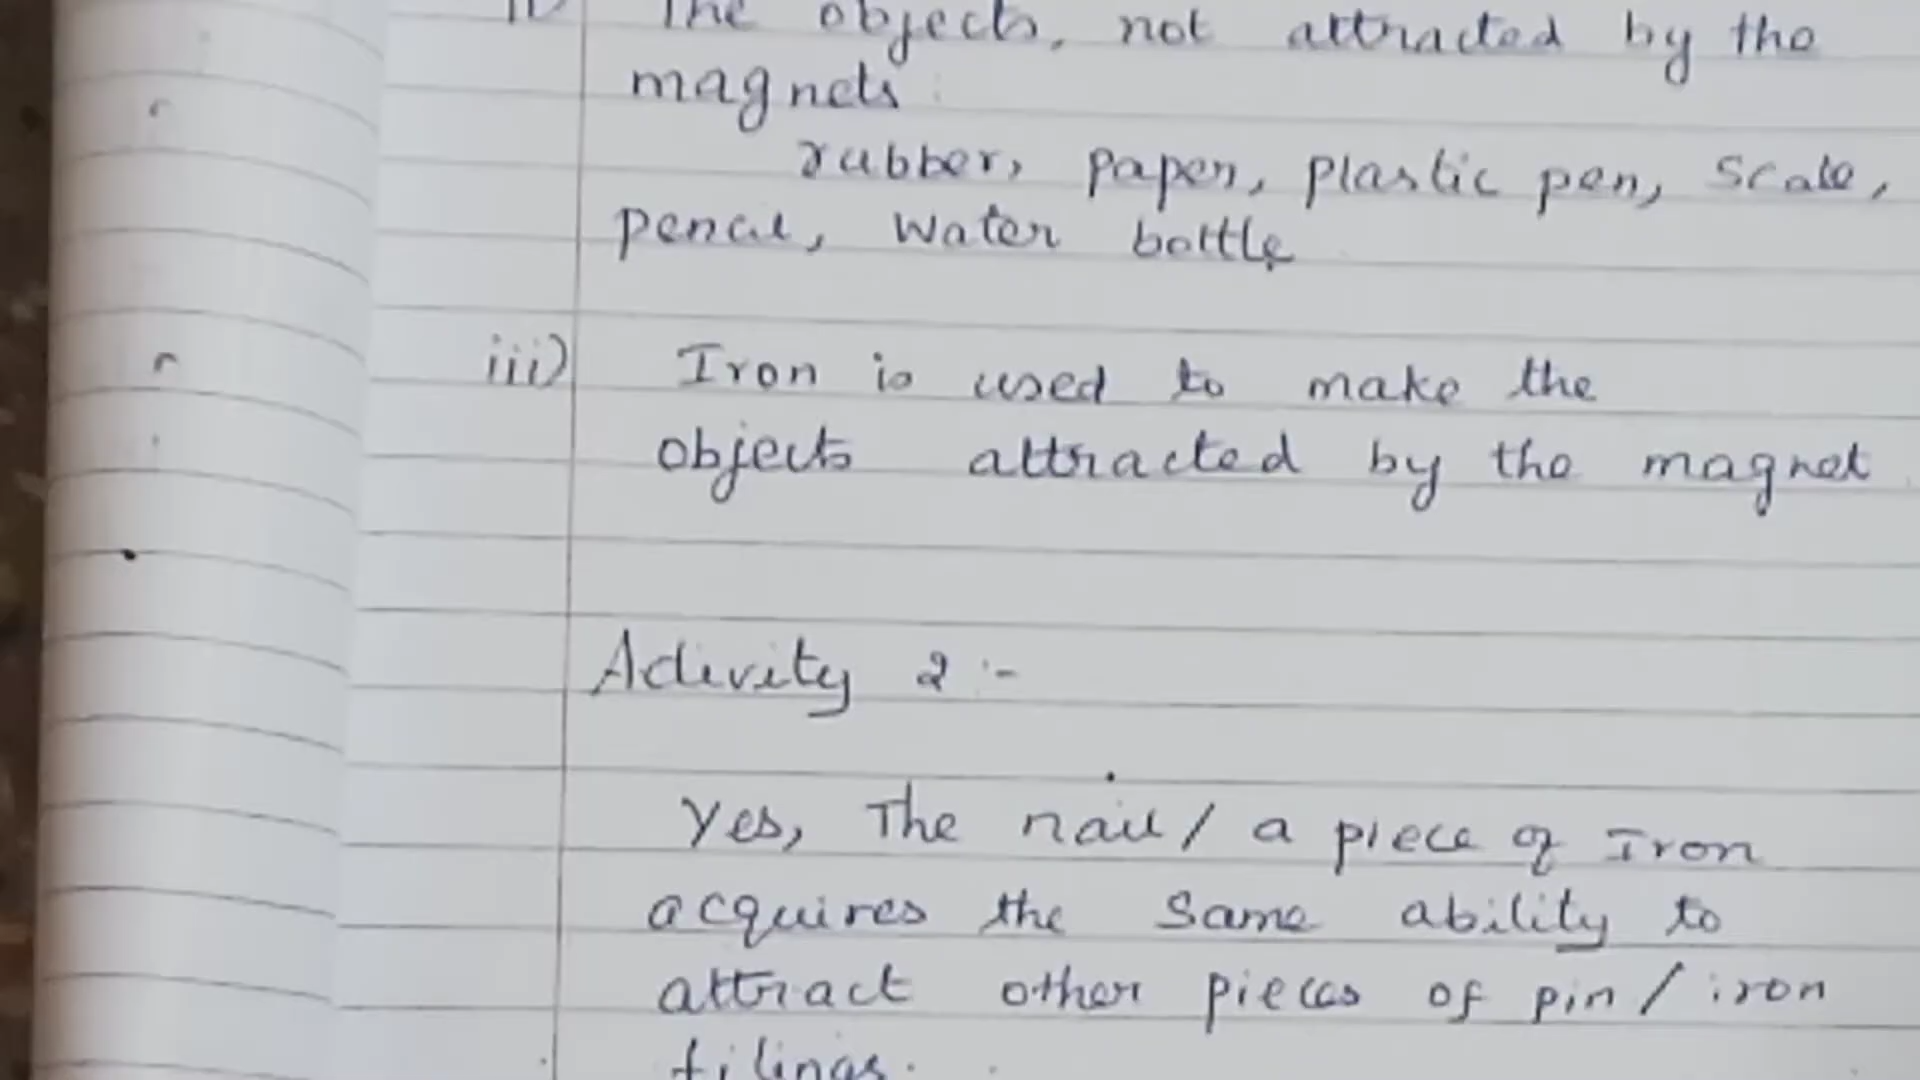 ii) The objects, not attracted by the
magnets :
rubber, paper, plastic pen, scale,
pencil, water bottle
iii) Iron is used to make the
objects attracted by the magnet
Activity 2 :-
Yes, The nail / a piece of Iron
acquires the same ability to
attract other pieces of pin / iron
filings.